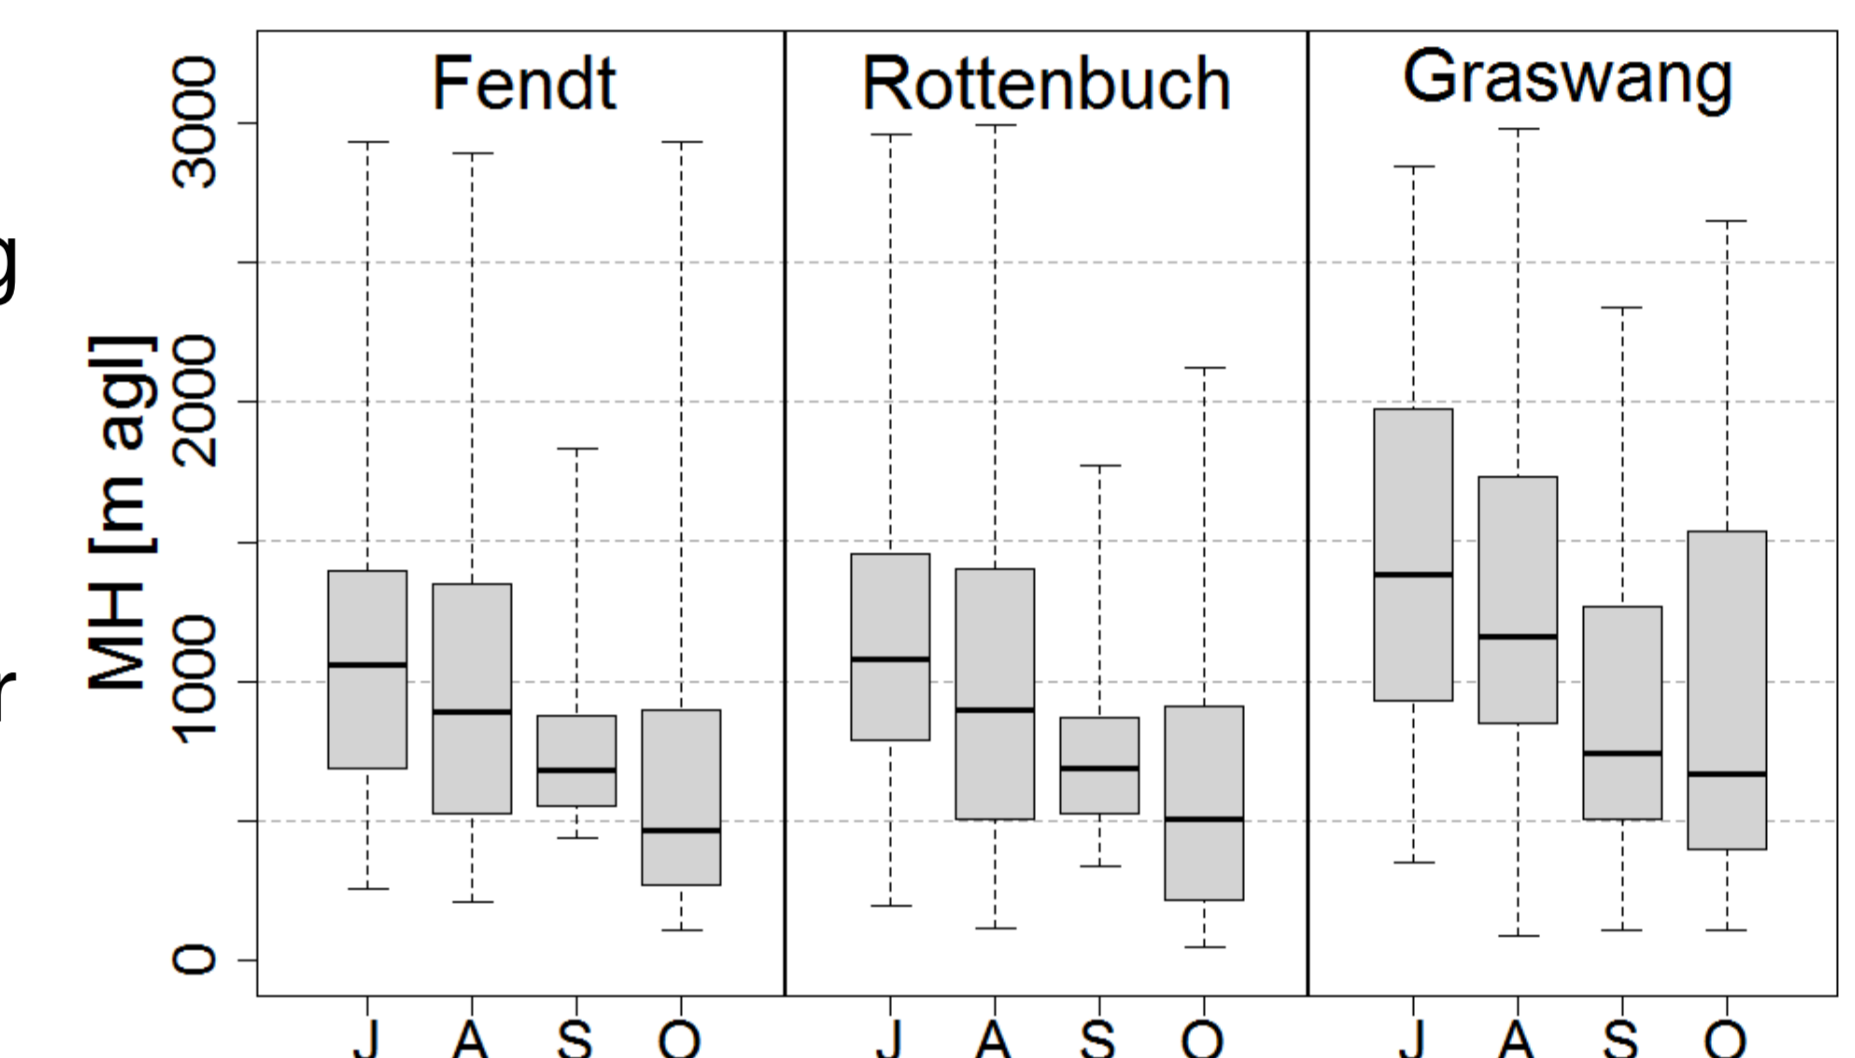 g
r
MH [m agl]
3000
2000
1000
0
Fendt
Rottenbuch
Graswang
J A S O
J A S O
J A S O